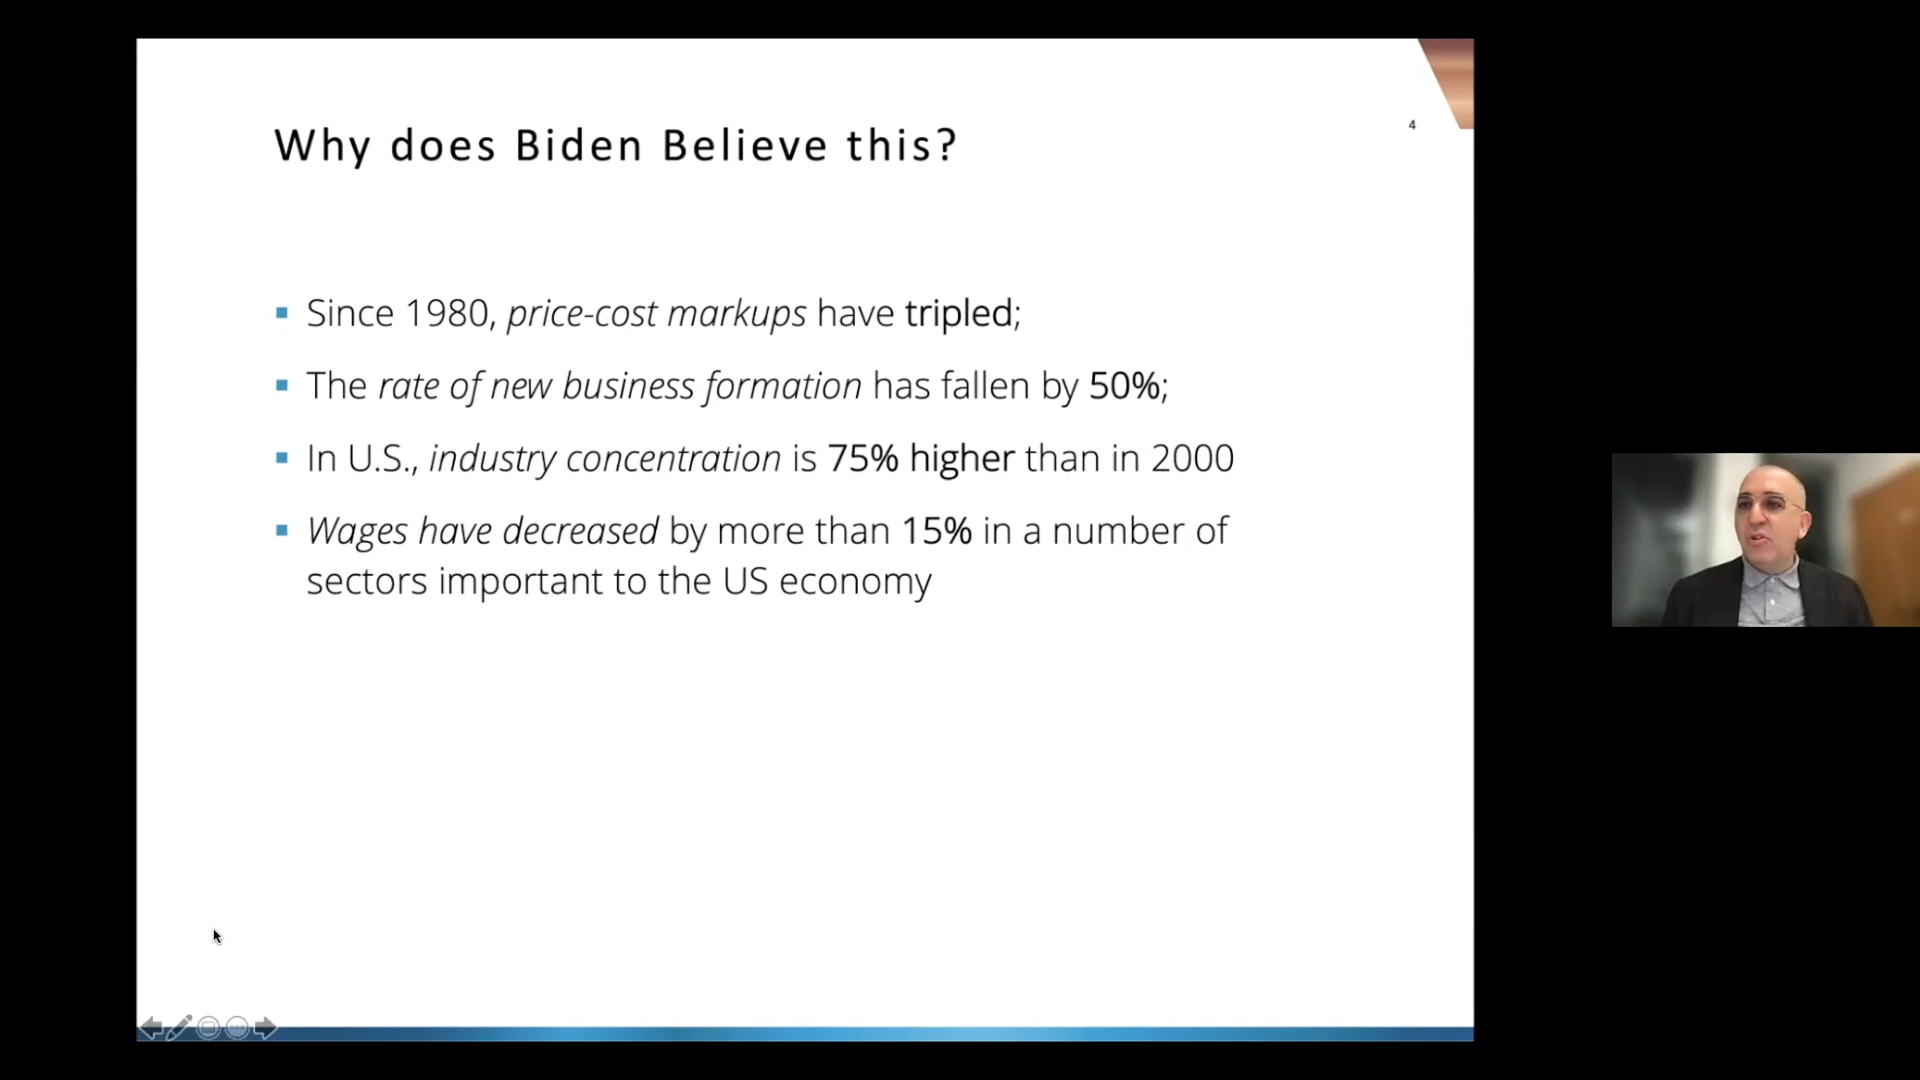 4
Why does Biden Believe this?
▪ Since 1980, price-cost markups have tripled;
▪ The rate of new business formation has fallen by 50%;
▪ In U.S., industry concentration is 75% higher than in 2000
▪ Wages have decreased by more than 15% in a number of
sectors important to the US economy